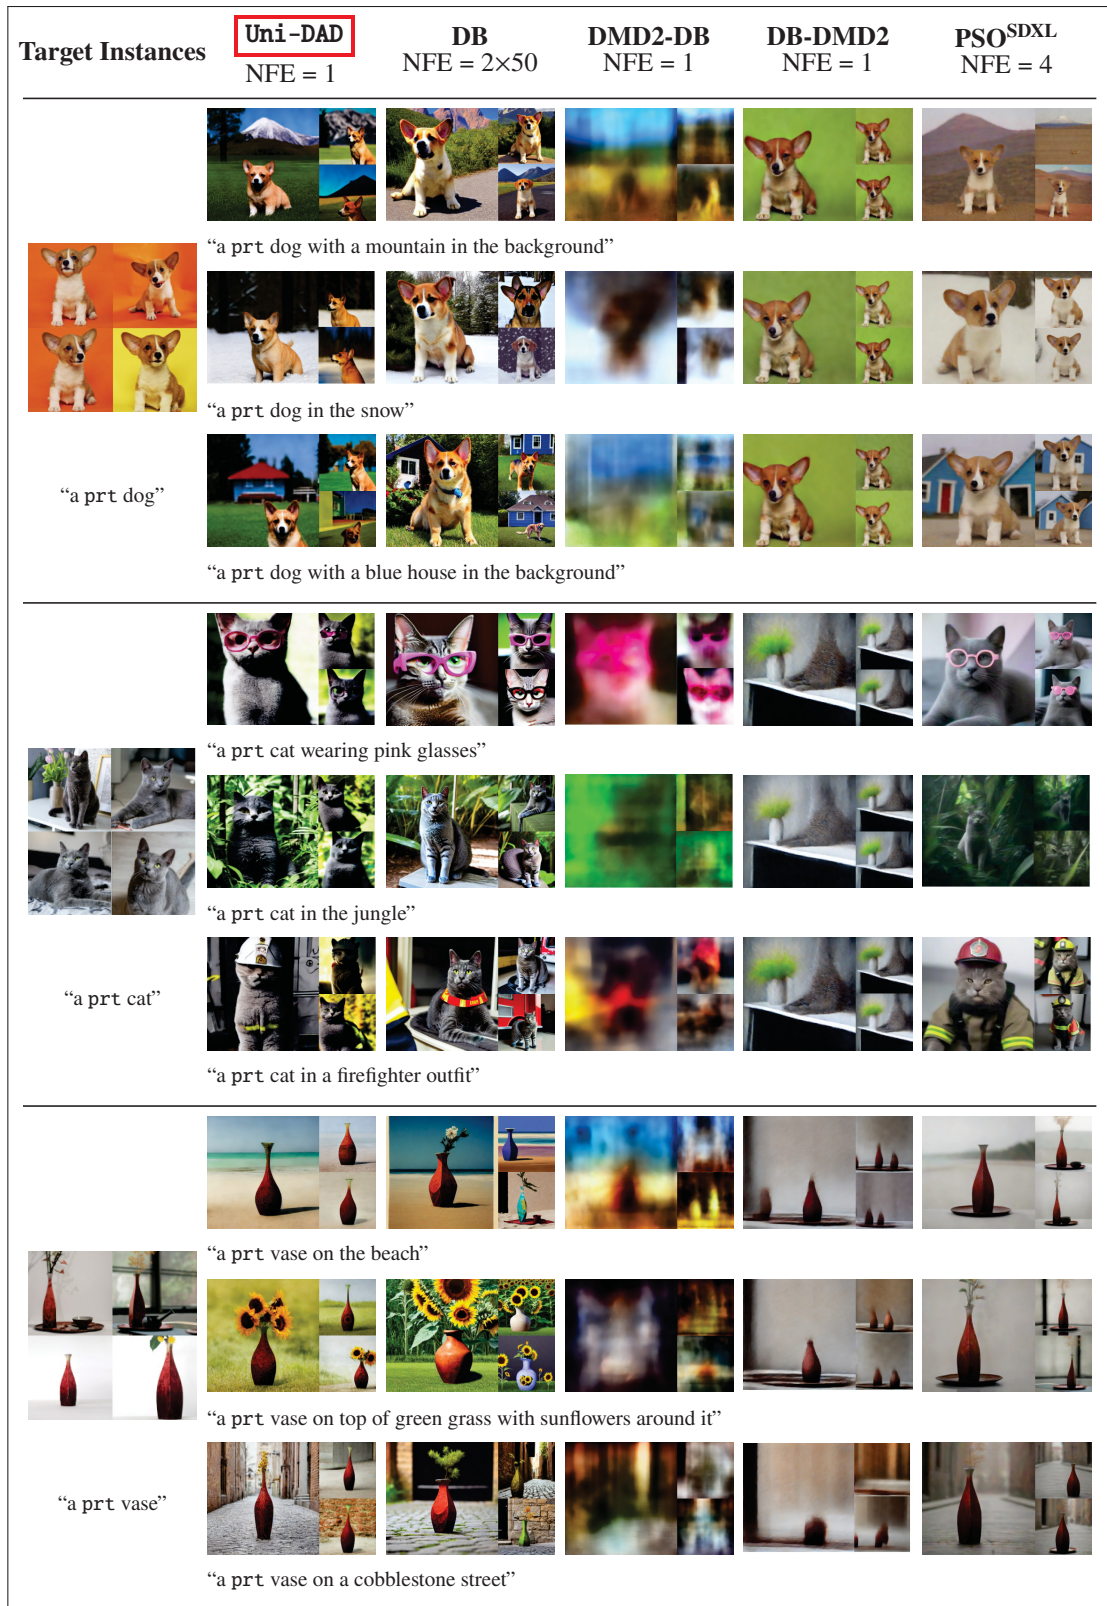 Target Instances
Uni-DAD
NFE = 1
DB
NFE = 2×50
DMD2-DB
NFE = 1
DB-DMD2
NFE = 1
PSO^SDXL
NFE = 4
"a prt dog with a mountain in the background"
"a prt dog in the snow"
"a prt dog"
"a prt dog with a blue house in the background"
"a prt cat wearing pink glasses"
"a prt cat in the jungle"
"a prt cat"
"a prt cat in a firefighter outfit"
"a prt vase on the beach"
"a prt vase on top of green grass with sunflowers around it"
"a prt vase"
"a prt vase on a cobblestone street"